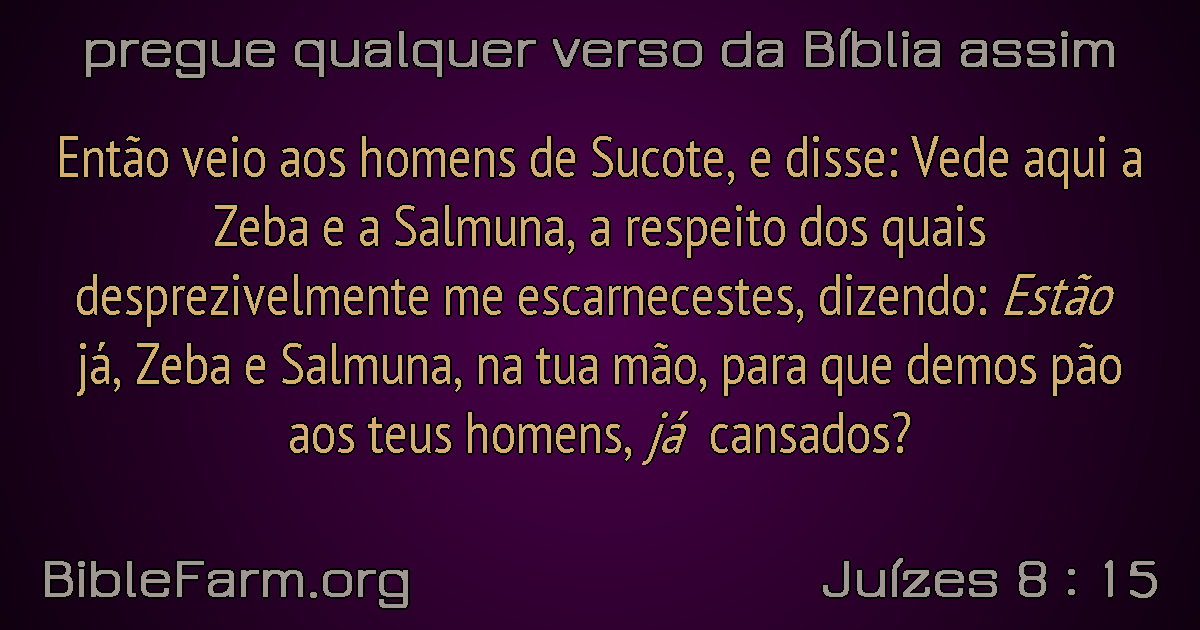 pregue qualquer verso da Bíblia assim
Então veio aos homens de Sucote, e disse: Vede aqui a
Zeba e a Salmuna, a respeito dos quais
desprezivelmente me escarnecestes, dizendo: Estão
já, Zeba e Salmuna, na tua mão, para que demos pão
aos teus homens, já cansados?
BibleFarm.org
Juízes 8 : 15